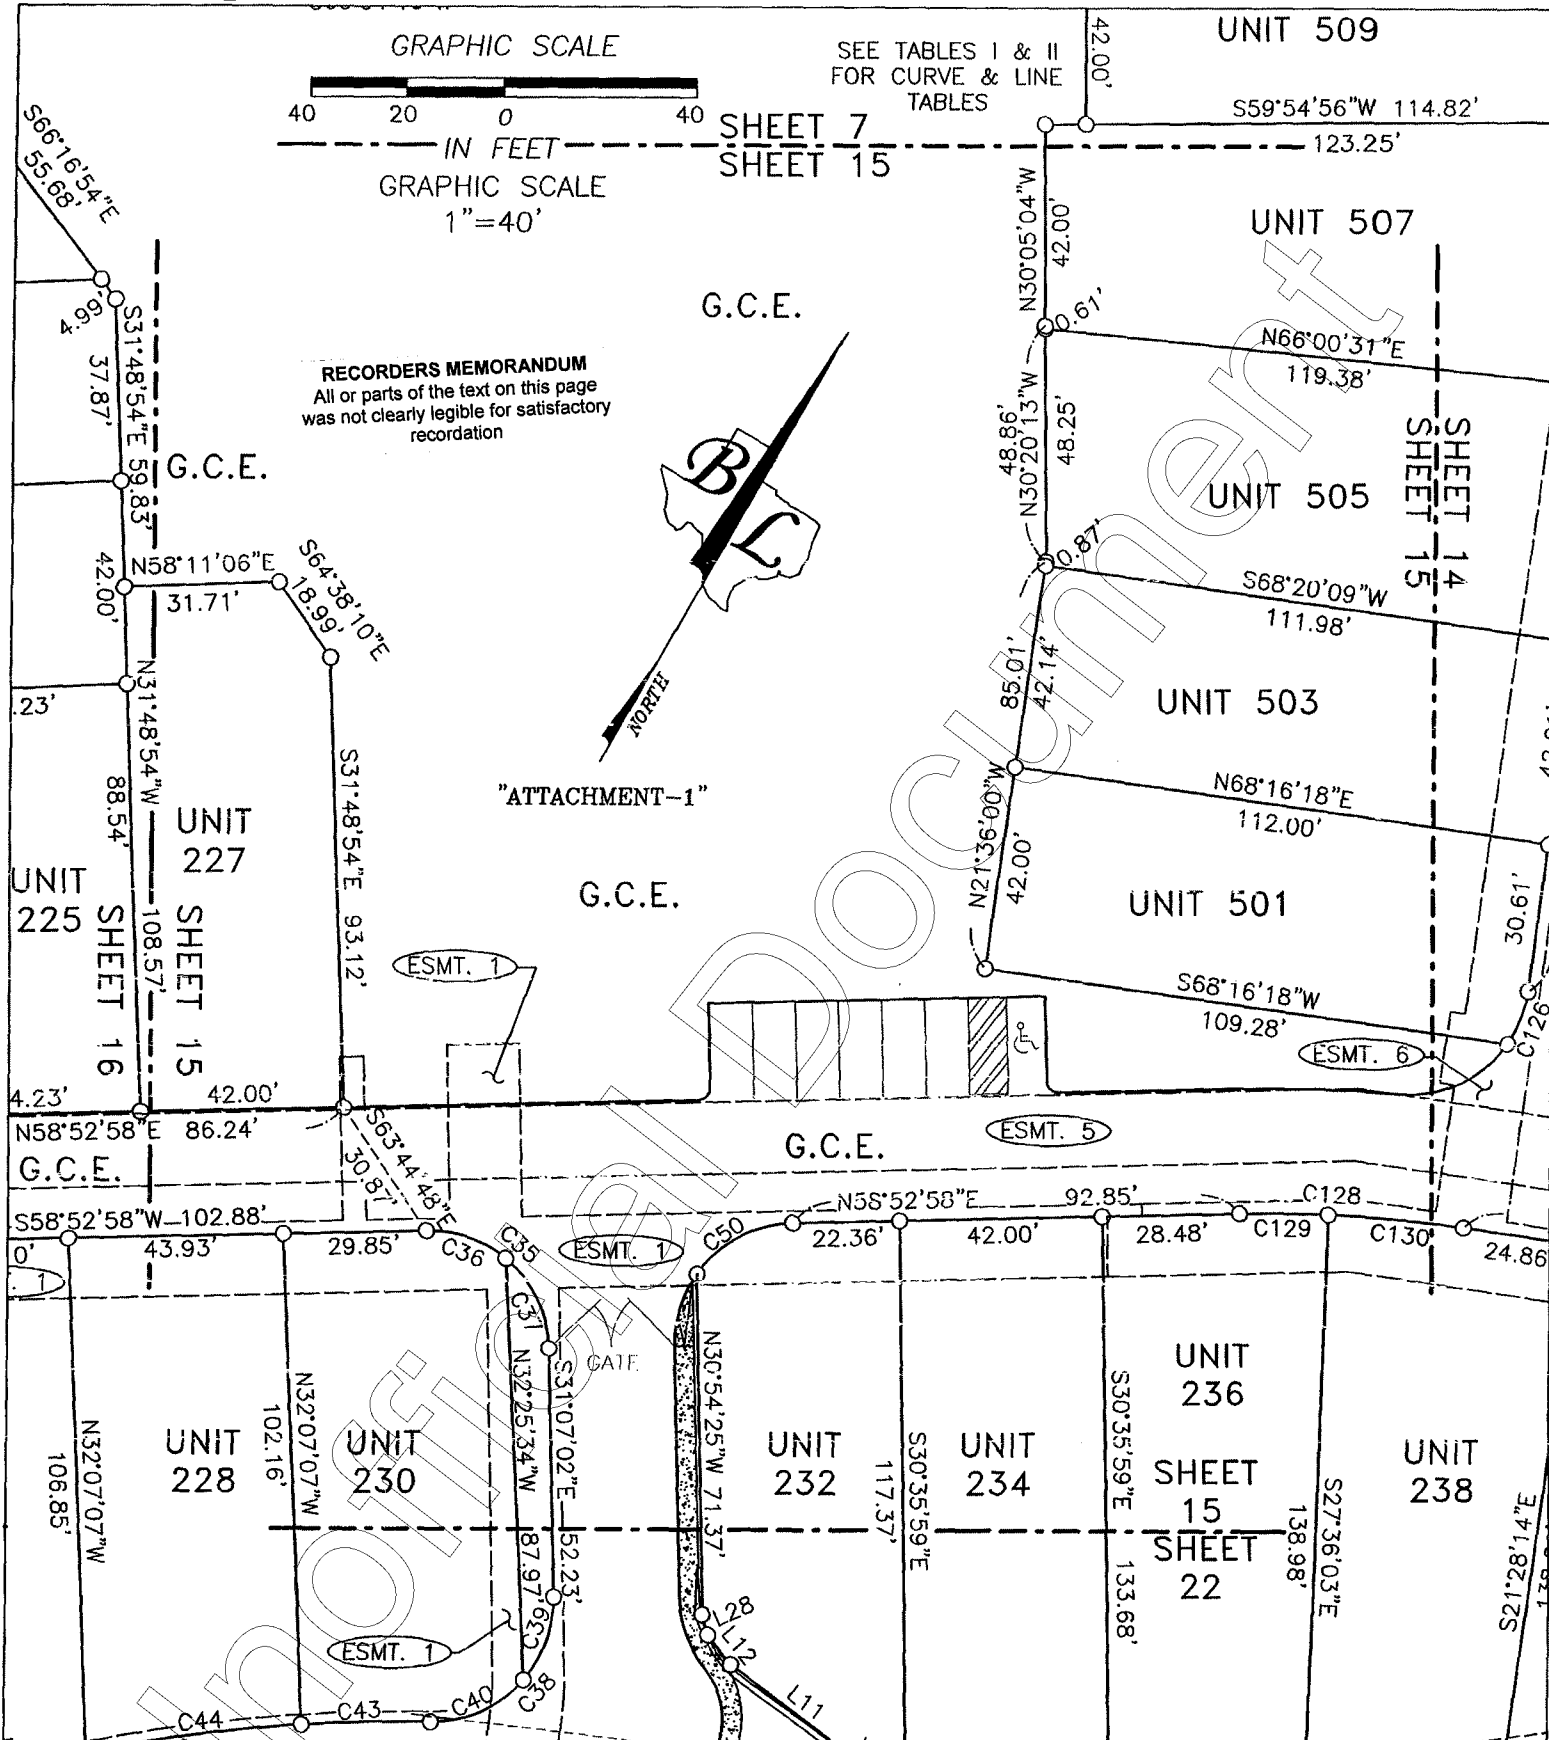 GRAPHIC SCALE
40 20 0 40
IN FEET
GRAPHIC SCALE
1"=40'
SEE TABLES I & II
FOR CURVE & LINE
TABLES
SHEET 7
SHEET 15
42.00'
UNIT 509
S59°54'56"W 114.82'
123.25'
S66°16'54"E
55.68'
4.99'
S31°48'54"E 59.83'
37.87'
G.C.E.
RECORDERS MEMORANDUM
All or parts of the text on this page
was not clearly legible for satisfactory
recordation
G.C.E.
N30°05'04"W
42.00'
UNIT 507
0.61'
N66°00'31"E
119.38'
N30°20'13"W
48.86'
48.25'
UNIT 505
SHEET 14
SHEET 15
0.87'
S68°20'09"W
111.98'
B L
NORTH
42.00'
N58°11'06"E
31.71'
S64°38'10"E
18.99'
.23'
N31°48'54"W
108.57'
88.54'
S31°48'54"E 93.12'
"ATTACHMENT-1"
85.01'
42.14'
UNIT 503
N68°16'18"E
112.00'
N21°36'00"W
42.00'
UNIT 501
30.61'
UNIT
227
UNIT
225
SHEET 16
SHEET 15
G.C.E.
ESMT. 1
S68°16'18"W
109.28'
C126
ESMT. 6
4.23'
42.00'
N58°52'58"E 86.24'
G.C.E.
S63°44'48"E
30.87'
G.C.E.
ESMT. 5
S58°52'58"W 102.88'
0'
43.93'
29.85'
C36
C35
ESMT. 1
C50
N58°52'58"E 92.85'
22.36'
42.00'
28.48'
C128
C129
C130
24.86
1
C37
GATE
N32°07'07"W
106.85'
UNIT
228
N32°07'07"W
102.16'
UNIT
230
N32°25'34"W 87.97'
S31°07'02"E 52.23'
N30°54'25"W 71.37'
UNIT
232
S30°35'59"E
117.37'
UNIT
234
S30°35'59"E 133.68'
UNIT
236
SHEET
15
SHEET
22
S27°36'03"E
138.98'
UNIT
238
S21°28'14"E
ESMT. 1
C39
C38
C40
C43
C44
L28
L12
L11
Unofficial Document